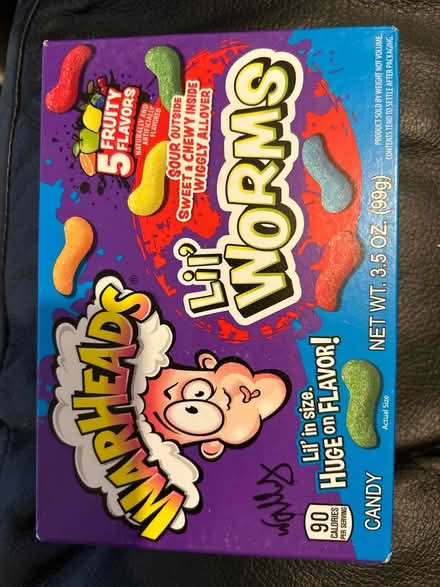 WARHEADS®
5 FRUITY
FLAVORS
NATURALLY AND
ARTIFICIALLY
FLAVORED
SOUR OUTSIDE
SWEET & CHEWY INSIDE
WIGGLY ALLOVER
Lil'
WORMS
Wally
Lil' in size.
HUGE on FLAVOR!
Actual Size
90
CALORIES
PER SERVING
CANDY
NET WT. 3.5 OZ. (99g)
PRODUCT SOLD BY WEIGHT NOT VOLUME.
CONTENTS TEND TO SETTLE AFTER PACKAGING.